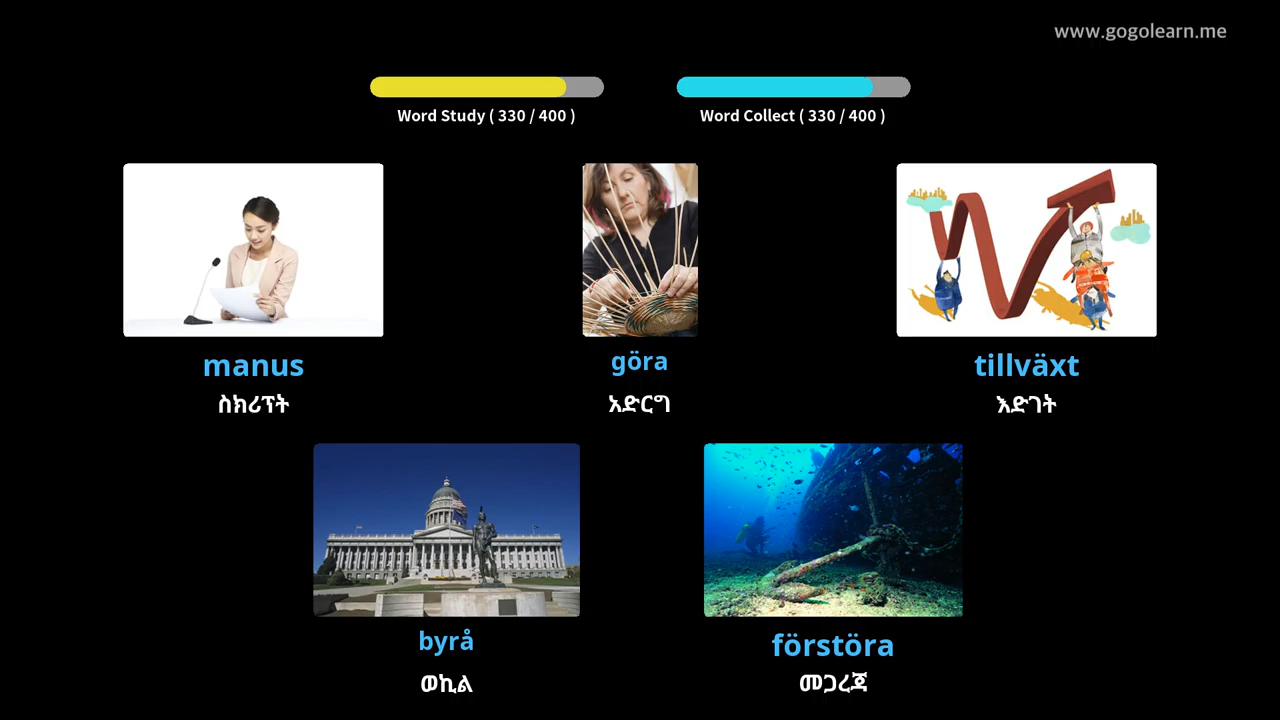 www.gogolearn.me
Word Study ( 330 / 400 )
Word Collect ( 330 / 400 )
manus
göra
tillväxt
ስክሪፕት
አድርግ
እድገት
byrå
förstöra
ወኪል
መጋረጃ